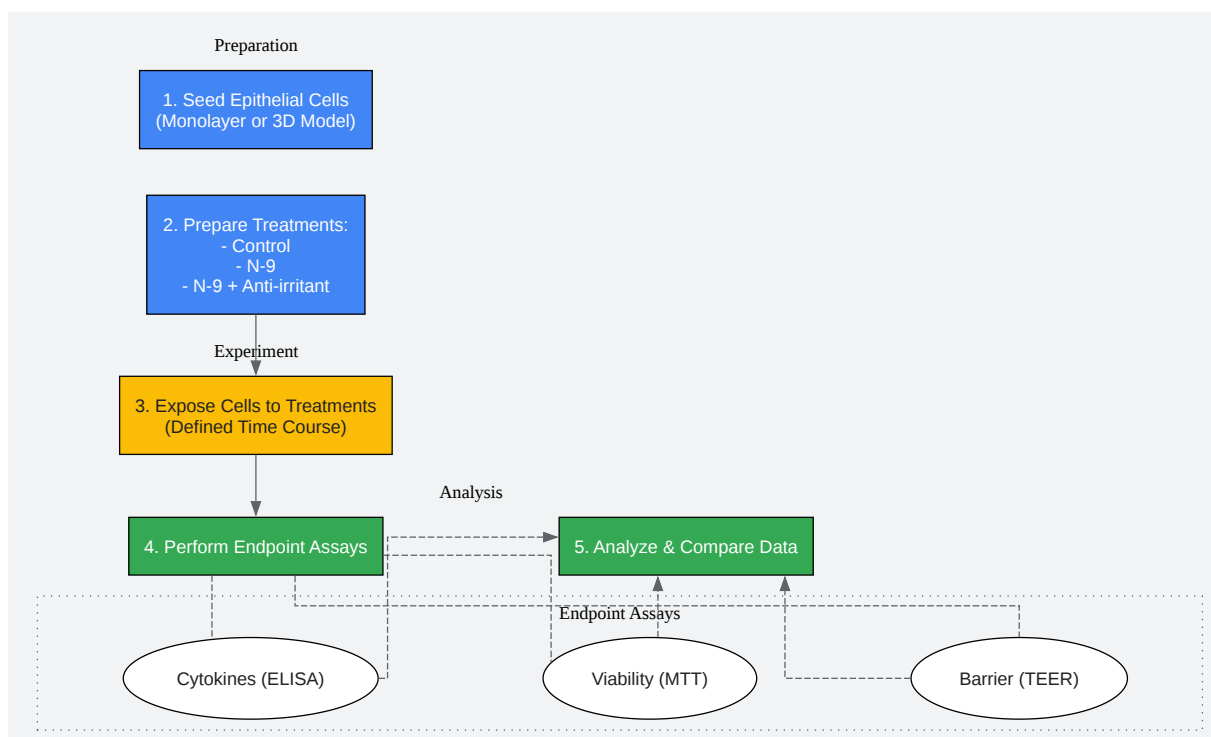 Preparation
1. Seed Epithelial Cells
(Monolayer or 3D Model)
2. Prepare Treatments:
- Control
- N-9
- N-9 + Anti-irritant
Experiment
3. Expose Cells to Treatments
(Defined Time Course)
Analysis
4. Perform Endpoint Assays
5. Analyze & Compare Data
Endpoint Assays
Cytokines (ELISA)
Viability (MTT)
Barrier (TEER)